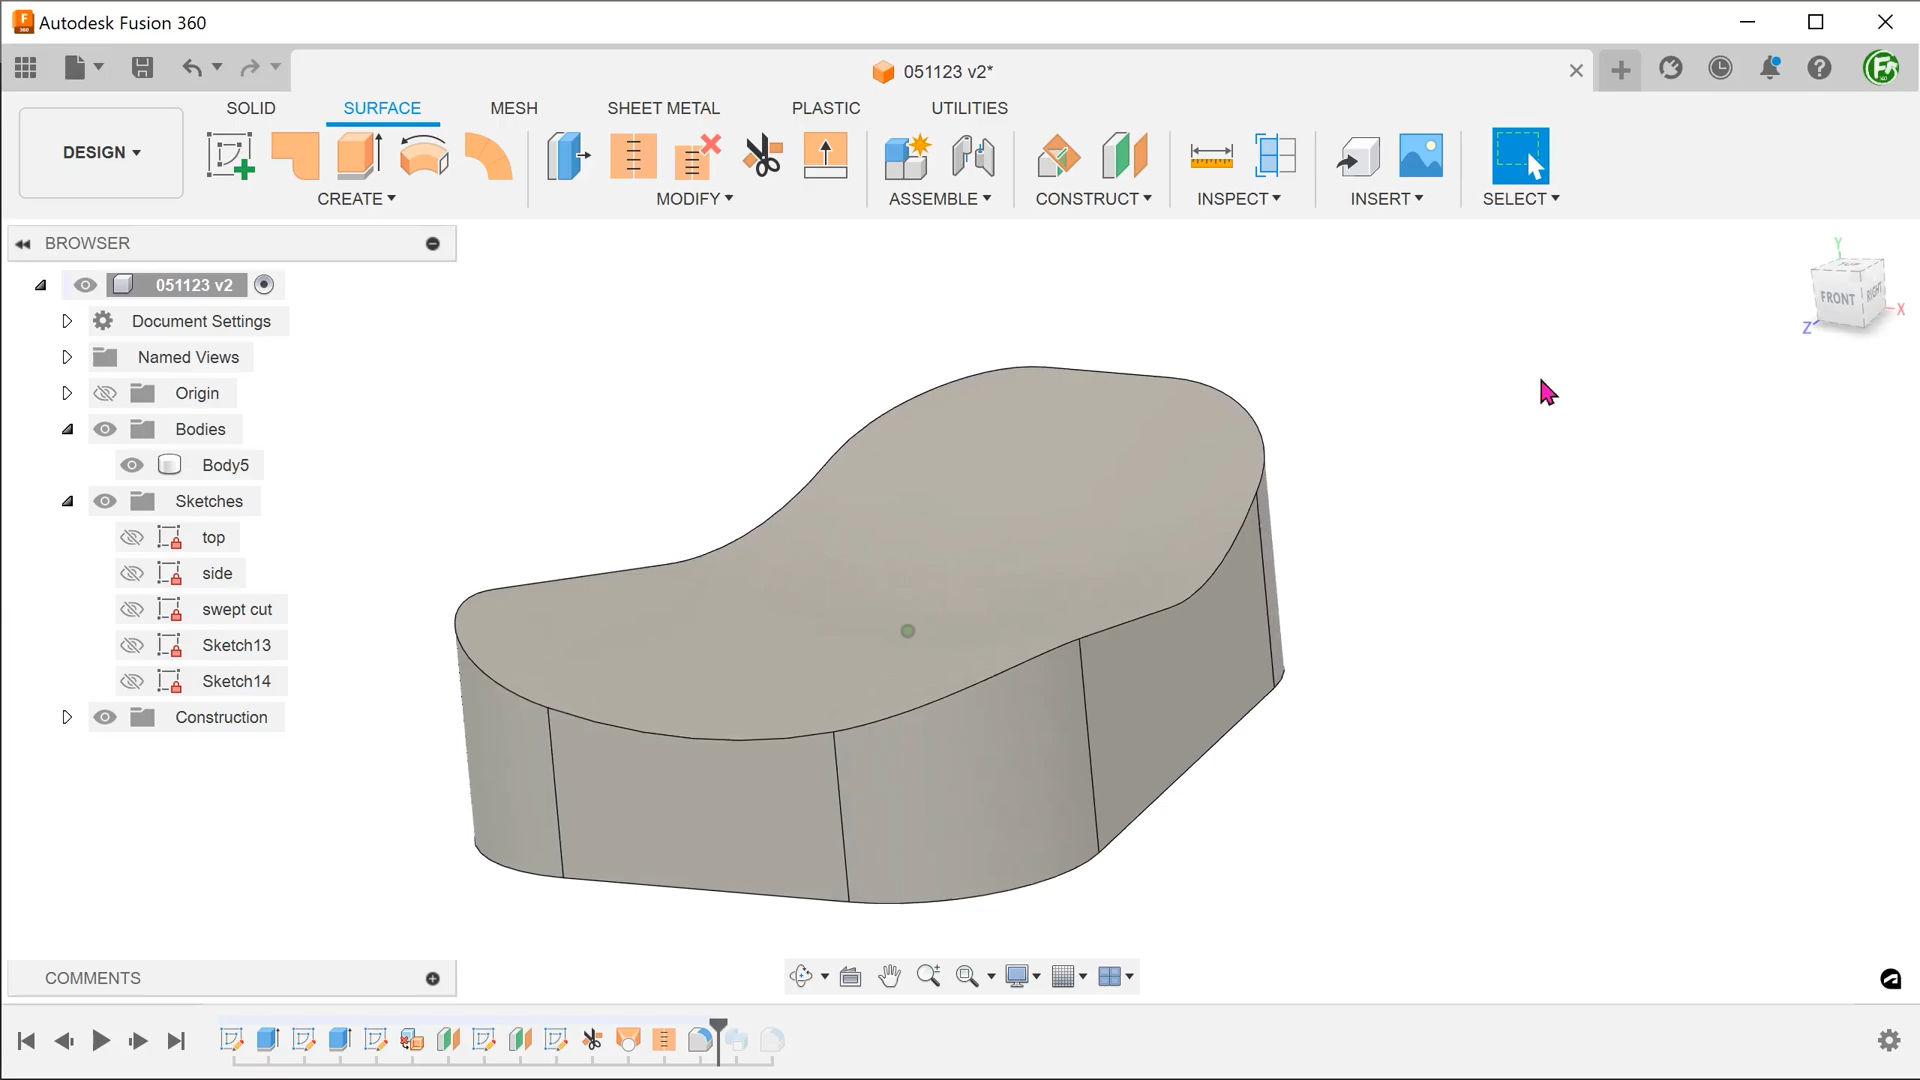 Autodesk Fusion 360
051123 v2*
SOLID SURFACE MESH SHEET METAL PLASTIC UTILITIES
DESIGN
CREATE MODIFY ASSEMBLE CONSTRUCT INSPECT INSERT SELECT
BROWSER
051123 v2
Document Settings
Named Views
Origin
Bodies
Body5
Sketches
top
side
swept cut
Sketch13
Sketch14
Construction
Y
TOP
FRONT
RIGHT
X
Z
COMMENTS